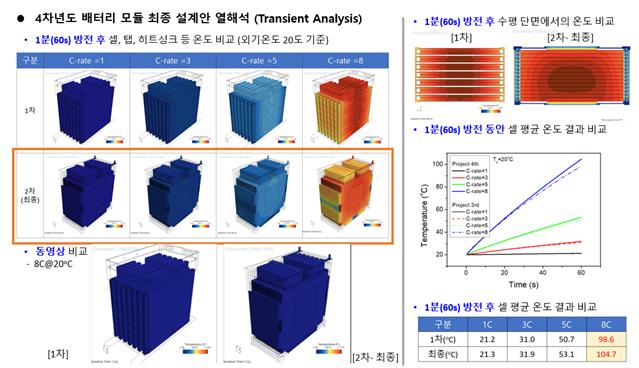 ● 4차년도 배터리 모듈 최종 설계안 열해석 (Transient Analysis)
• 1분(60s) 방전 후 셀, 탭, 히트싱크 등 온도 비교 (외기온도 20도 기준)
구분 C-rate =1 C-rate =3 C-rate =5 C-rate =8
1차
2차
(최종)
• 동영상 비교
- 8C@20°C
[1차]
[2차- 최종]
• 1분(60s) 방전 후 수평 단면에서의 온도 비교
[1차] [2차- 최종]
• 1분(60s) 방전 동안 셀 평균 온도 결과 비교
Temperature (°C)
100
80
60
40
20
Project 4th
C-rate=1
C-rate=3
C-rate=5
C-rate=8
Project 3rd
C-rate=1
C-rate=3
C-rate=5
C-rate=8
=20°C
0 20 40 60
Time (s)
• 1분(60s) 방전 후 셀 평균 온도 결과 비교
구분 1C 3C 5C 8C
1차(°C) 21.2 31.0 50.7 98.6
최종(°C) 21.3 31.9 53.1 104.7